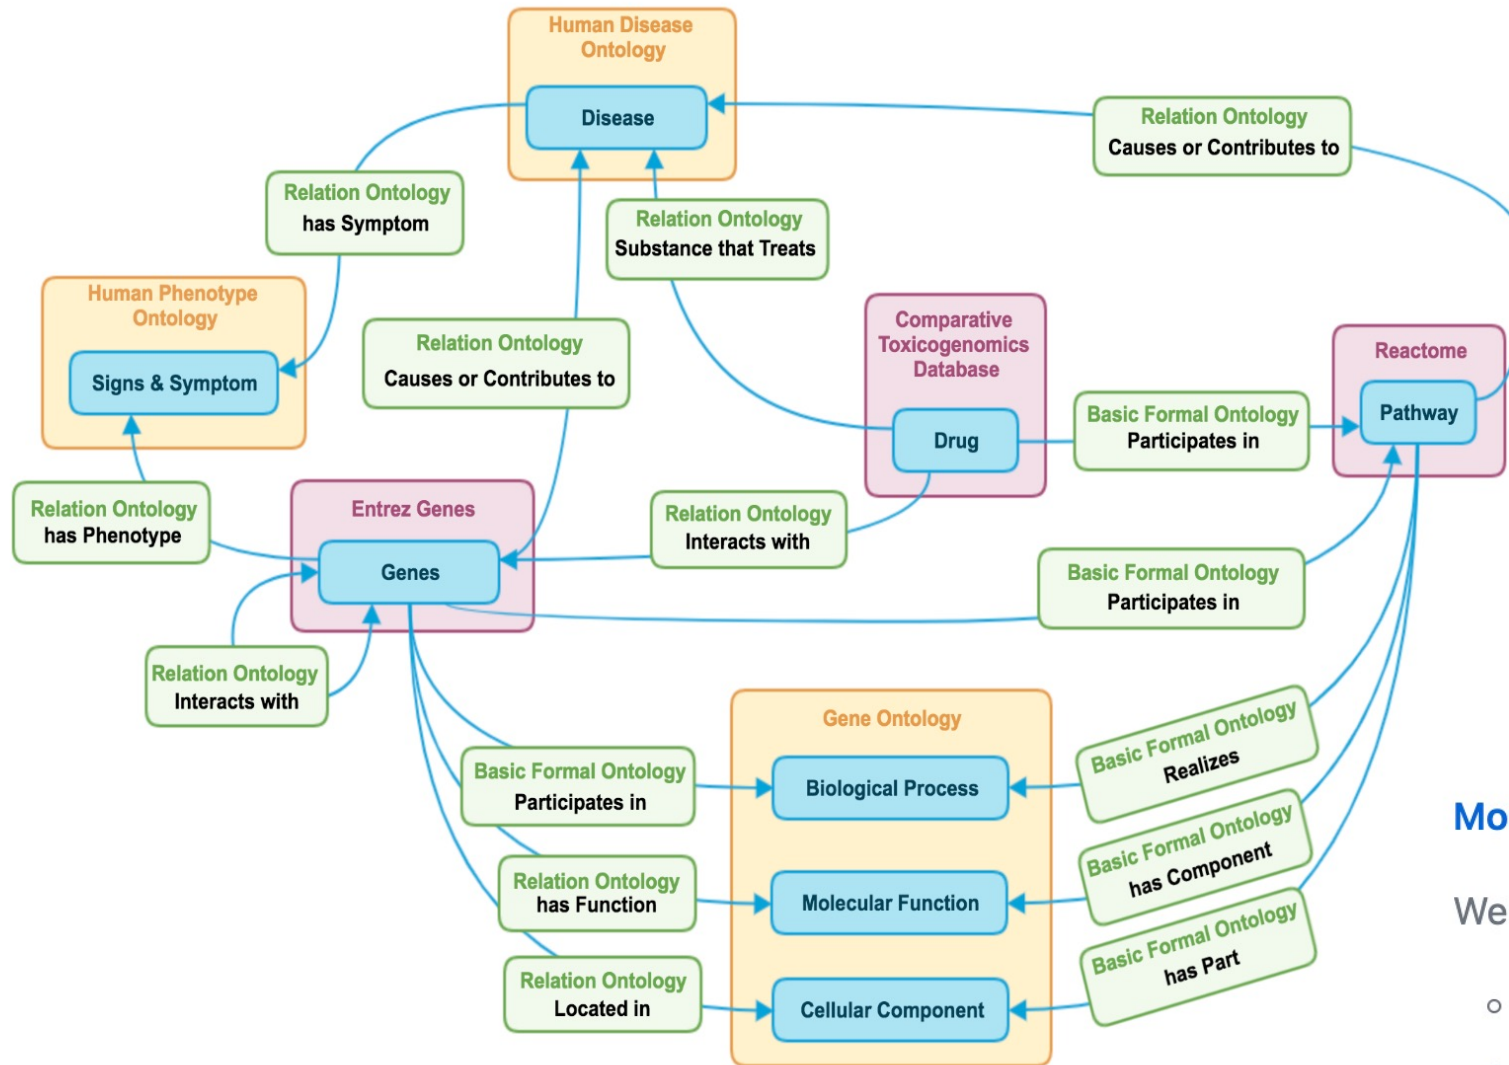 Human Disease
Ontology
Disease
Relation Ontology
Causes or Contributes to
Relation Ontology
has Symptom
Relation Ontology
Substance that Treats
Human Phenotype
Ontology
Signs & Symptom
Relation Ontology
Causes or Contributes to
Comparative
Toxicogenomics
Database
Drug
Reactome
Pathway
Basic Formal Ontology
Participates in
Relation Ontology
has Phenotype
Entrez Genes
Genes
Relation Ontology
Interacts with
Basic Formal Ontology
Participates in
Relation Ontology
Interacts with
Gene Ontology
Basic Formal Ontology
Participates in
Biological Process
Basic Formal Ontology
Realizes
Relation Ontology
has Function
Molecular Function
Basic Formal Ontology
has Component
Relation Ontology
Located in
Cellular Component
Basic Formal Ontology
has Part
Mo
We